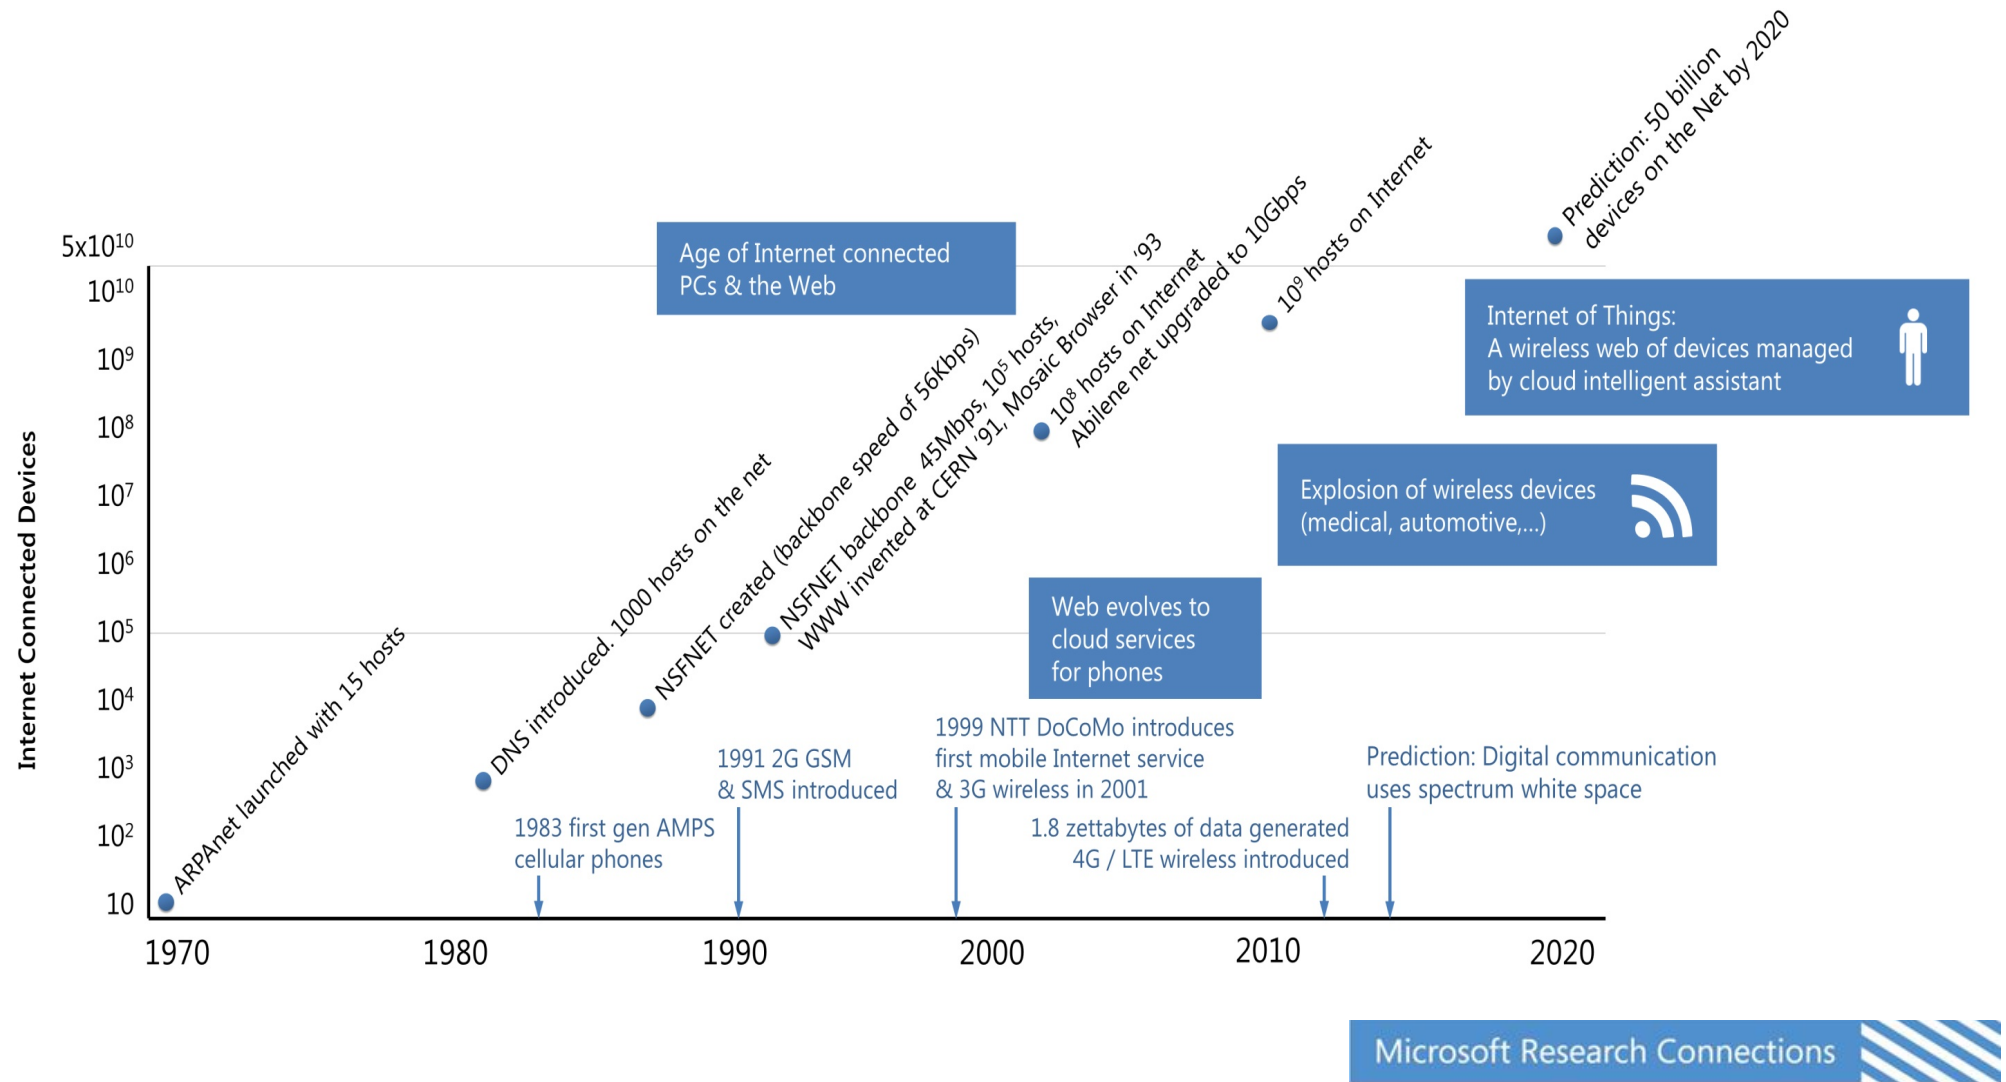 Prediction: 50 billion
devices on the Net by 2020
10⁹ hosts on Internet
10⁸ hosts on Internet
Abilene net upgraded to 10Gbps
NSFNET backbone 45Mbps, 10⁵ hosts,
WWW invented at CERN '91, Mosaic Browser in '93
NSFNET created (backbone speed of 56Kbps)
DNS introduced. 1000 hosts on the net
ARPAnet launched with 15 hosts
Age of Internet connected
PCs & the Web
Internet of Things:
A wireless web of devices managed
by cloud intelligent assistant
Explosion of wireless devices
(medical, automotive,...)
Web evolves to
cloud services
for phones
Internet Connected Devices
5x10¹⁰
10¹⁰
10⁹
10⁸
10⁷
10⁶
10⁵
10⁴
10³
10²
10
1983 first gen AMPS
cellular phones
1991 2G GSM
& SMS introduced
1999 NTT DoCoMo introduces
first mobile Internet service
& 3G wireless in 2001
1.8 zettabytes of data generated
4G / LTE wireless introduced
Prediction: Digital communication
uses spectrum white space
1970 1980 1990 2000 2010 2020
Microsoft Research Connections